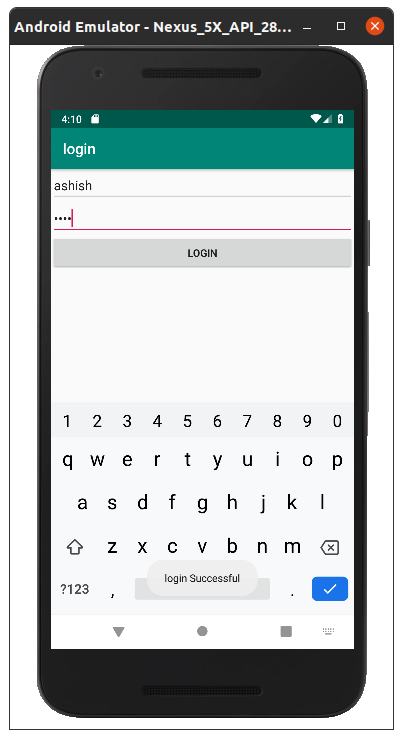 Android Emulator - Nexus_5X_API_28...
4:10
login
ashish
••••
LOGIN
1 2 3 4 5 6 7 8 9 0
q w e r t y u i o p
a s d f g h j k l
z x c v b n m
?123 , .
login Successful